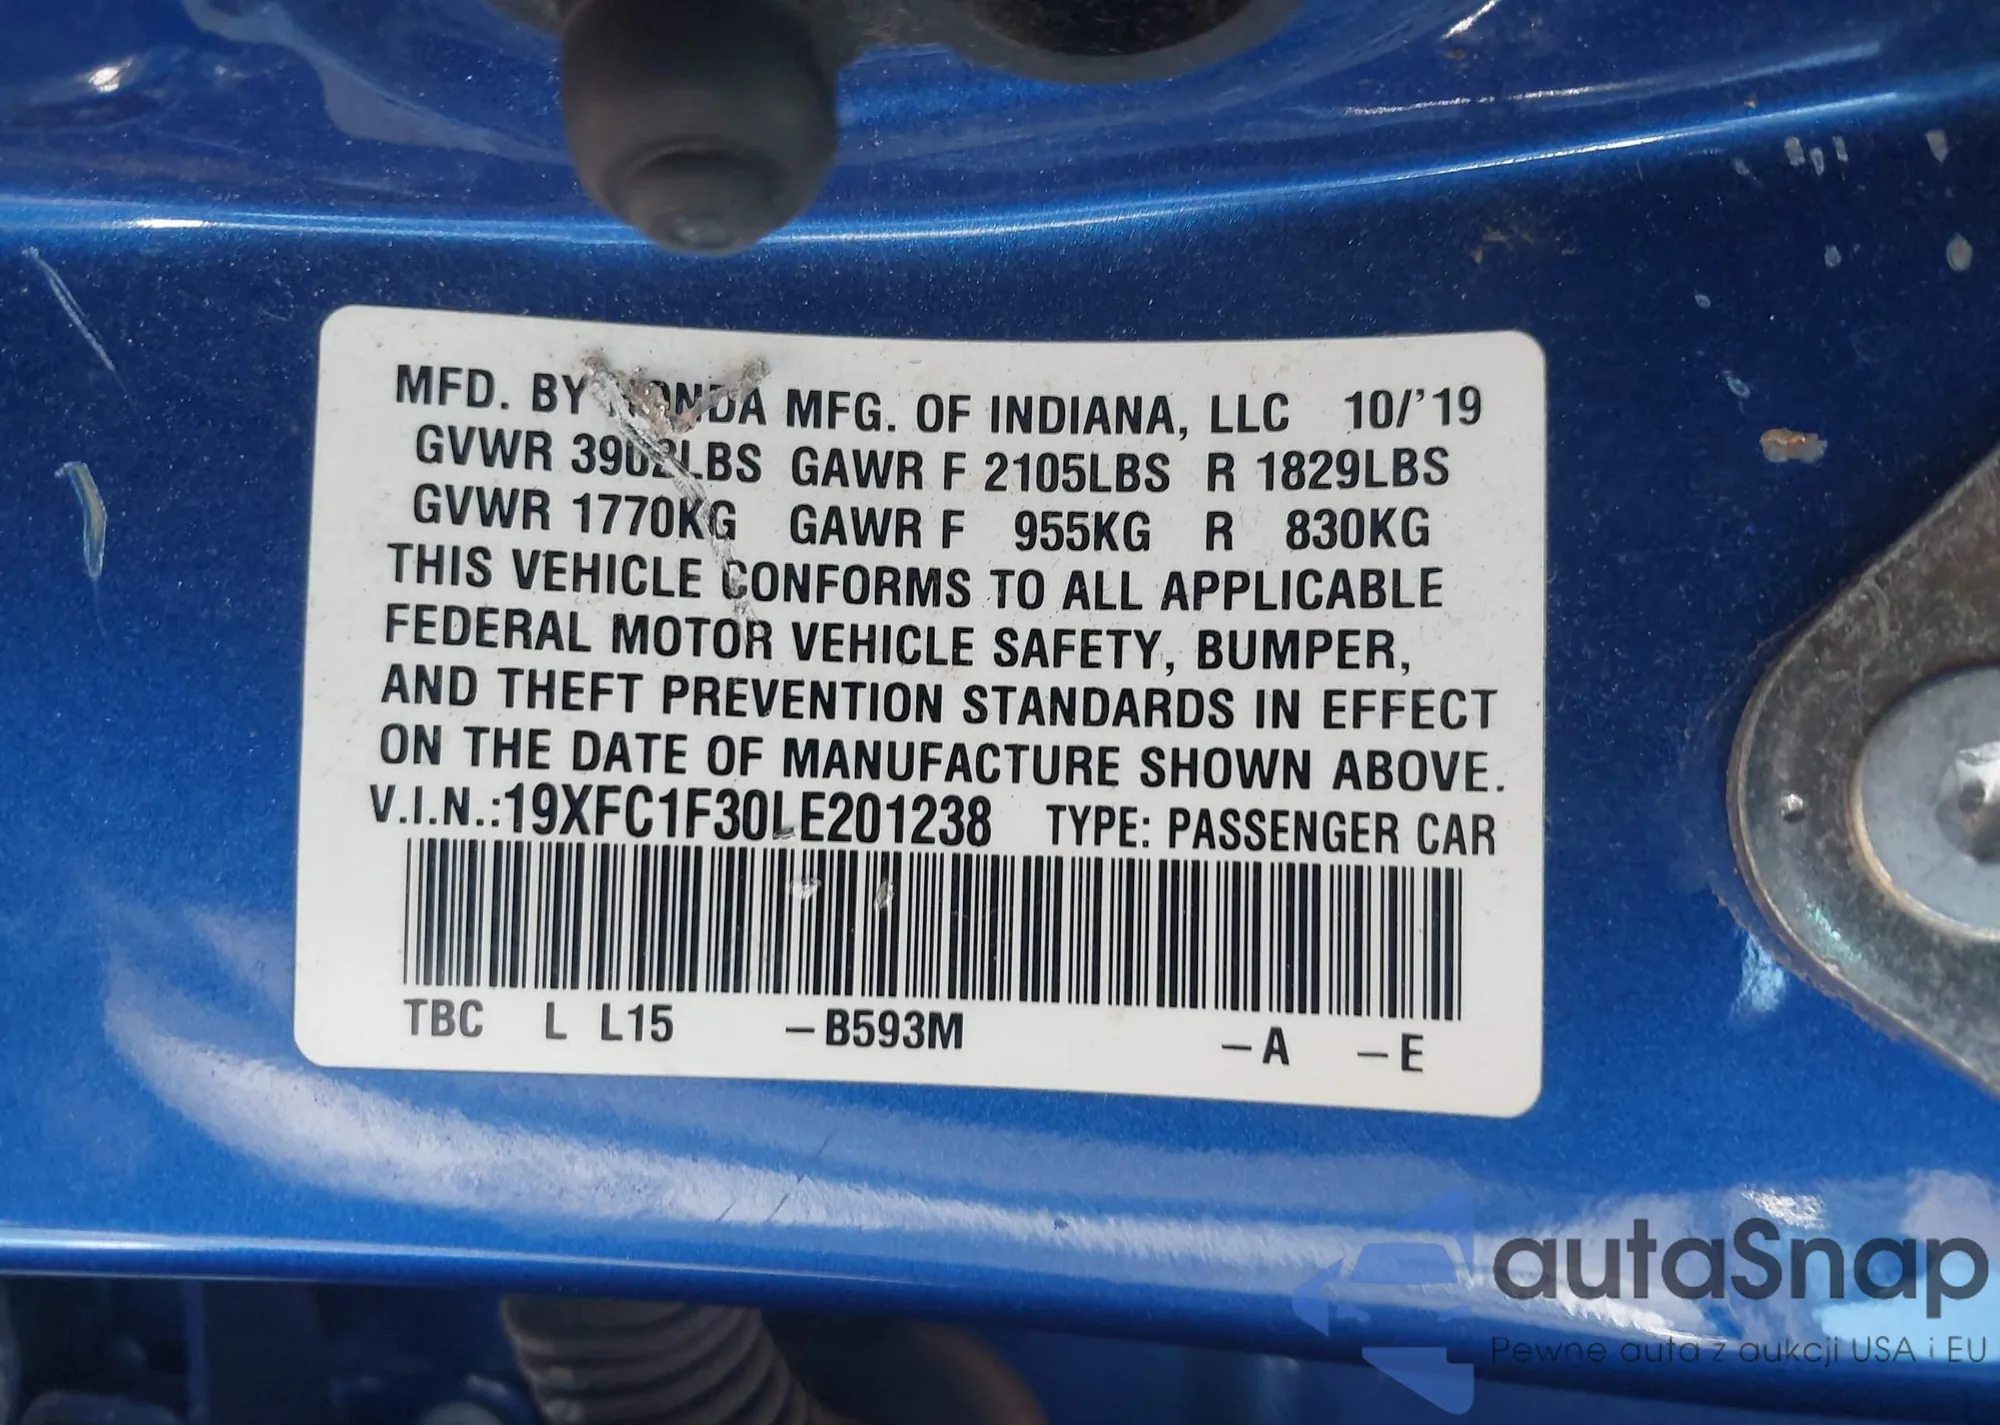 MFD. BY HONDA MFG. OF INDIANA, LLC 10/'19
GVWR 3902LBS GAWR F 2105LBS R 1829LBS
GVWR 1770KG GAWR F 955KG R 830KG
THIS VEHICLE CONFORMS TO ALL APPLICABLE
FEDERAL MOTOR VEHICLE SAFETY, BUMPER,
AND THEFT PREVENTION STANDARDS IN EFFECT
ON THE DATE OF MANUFACTURE SHOWN ABOVE.
V.I.N.:19XFC1F30LE201238 TYPE: PASSENGER CAR
TBC L L15 –B593M –A –E
autaSnap
Pewne auta z aukcji USA i EU